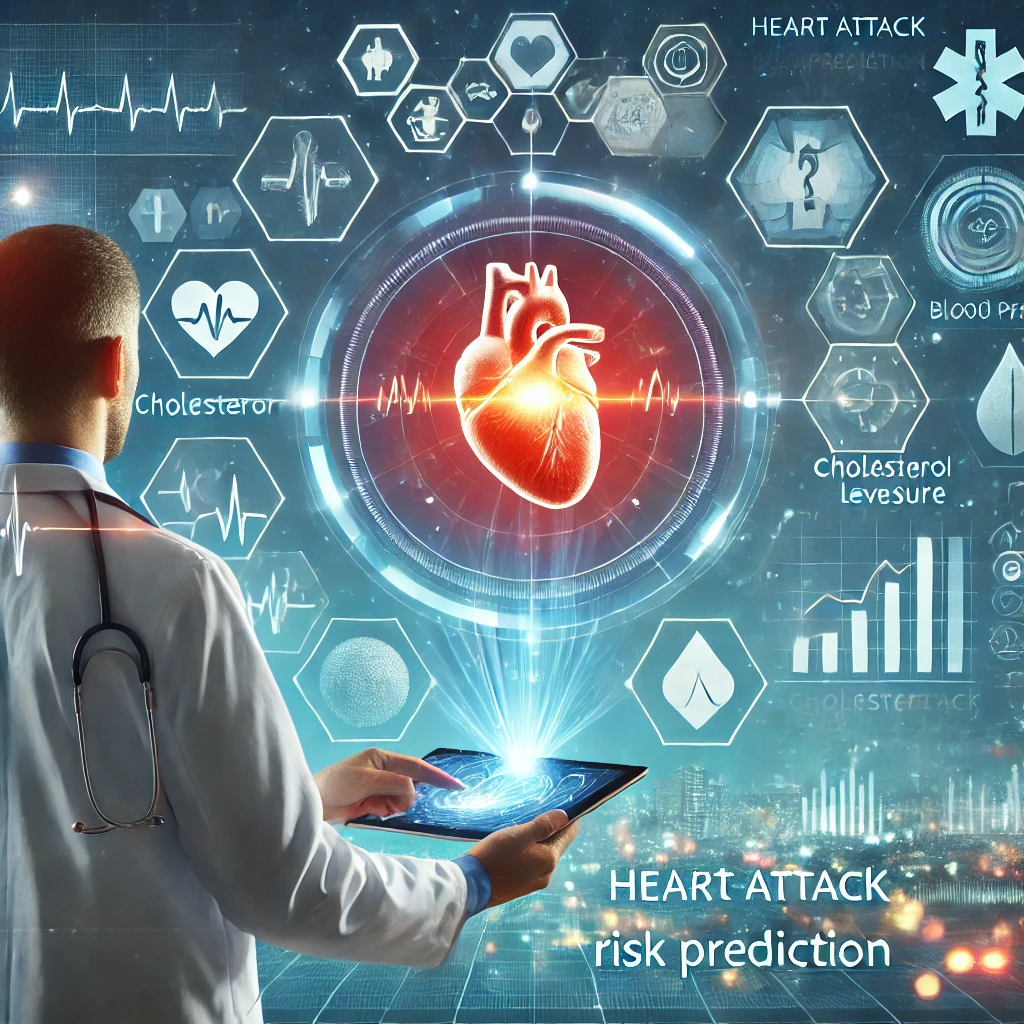 HEART ATTACK
Blood Pr
Cholesterol
Cholesterol
Levesure
HEART ATTACK
risk prediction